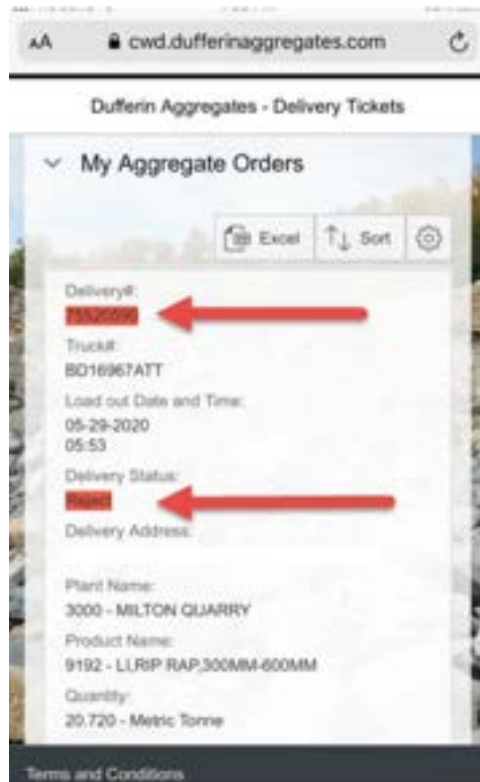 AA cwd.dufferinaggregates.com
Dufferin Aggregates - Delivery Tickets
My Aggregate Orders
Excel Sort
Delivery#:
Truck#:
BD16967ATT
Load out Date and Time:
05-29-2020
05:53
Delivery Status:
Reject
Delivery Address:
Plant Name:
3000 - MILTON QUARRY
Product Name:
9192 - LLRIP RAP,300MM-600MM
Quantity:
20.720 - Metric Tonne
Terms and Conditions